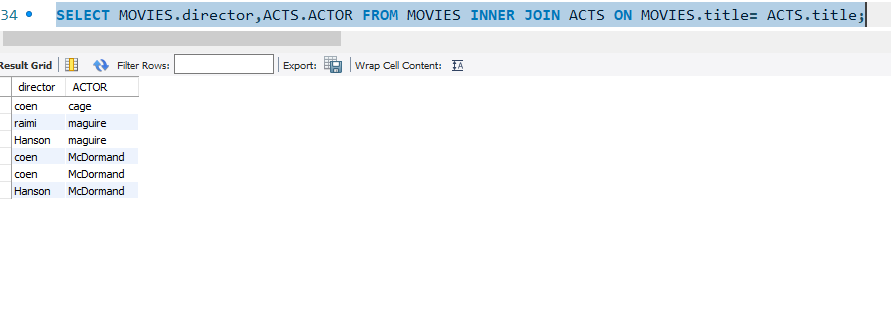 34 SELECT MOVIES.director,ACTS.ACTOR FROM MOVIES INNER JOIN ACTS ON MOVIES.title= ACTS.title;
Result Grid Filter Rows: Export: Wrap Cell Content:
director ACTOR
coen cage
raimi maguire
Hanson maguire
coen McDormand
coen McDormand
Hanson McDormand